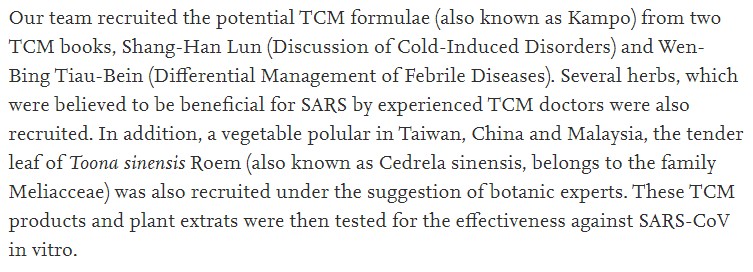 Our team recruited the potential TCM formulae (also known as Kampo) from two
TCM books, Shang-Han Lun (Discussion of Cold-Induced Disorders) and Wen-
Bing Tiau-Bein (Differential Management of Febrile Diseases). Several herbs, which
were believed to be beneficial for SARS by experienced TCM doctors were also
recruited. In addition, a vegetable polular in Taiwan, China and Malaysia, the tender
leaf of Toona sinensis Roem (also known as Cedrela sinensis, belongs to the family
Meliacceae) was also recruited under the suggestion of botanic experts. These TCM
products and plant extrats were then tested for the effectiveness against SARS-CoV
in vitro.